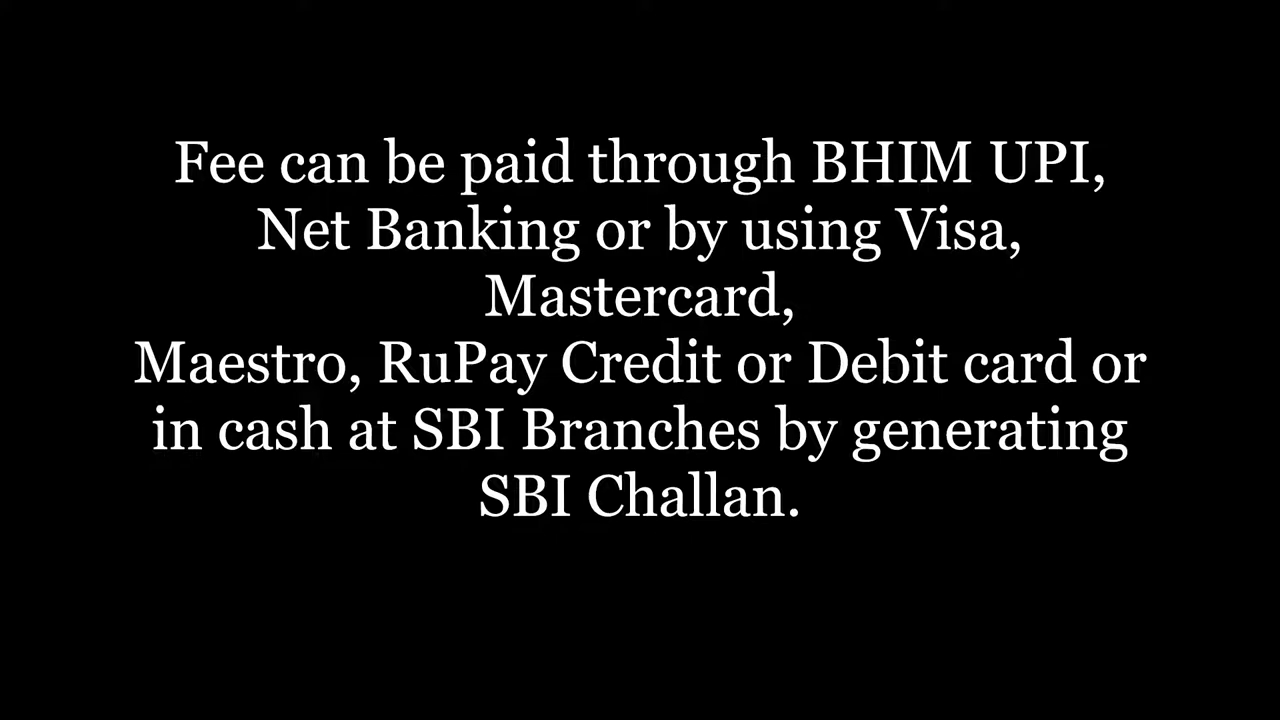 Fee can be paid through BHIM UPI,
Net Banking or by using Visa,
Mastercard,
Maestro, RuPay Credit or Debit card or
in cash at SBI Branches by generating
SBI Challan.